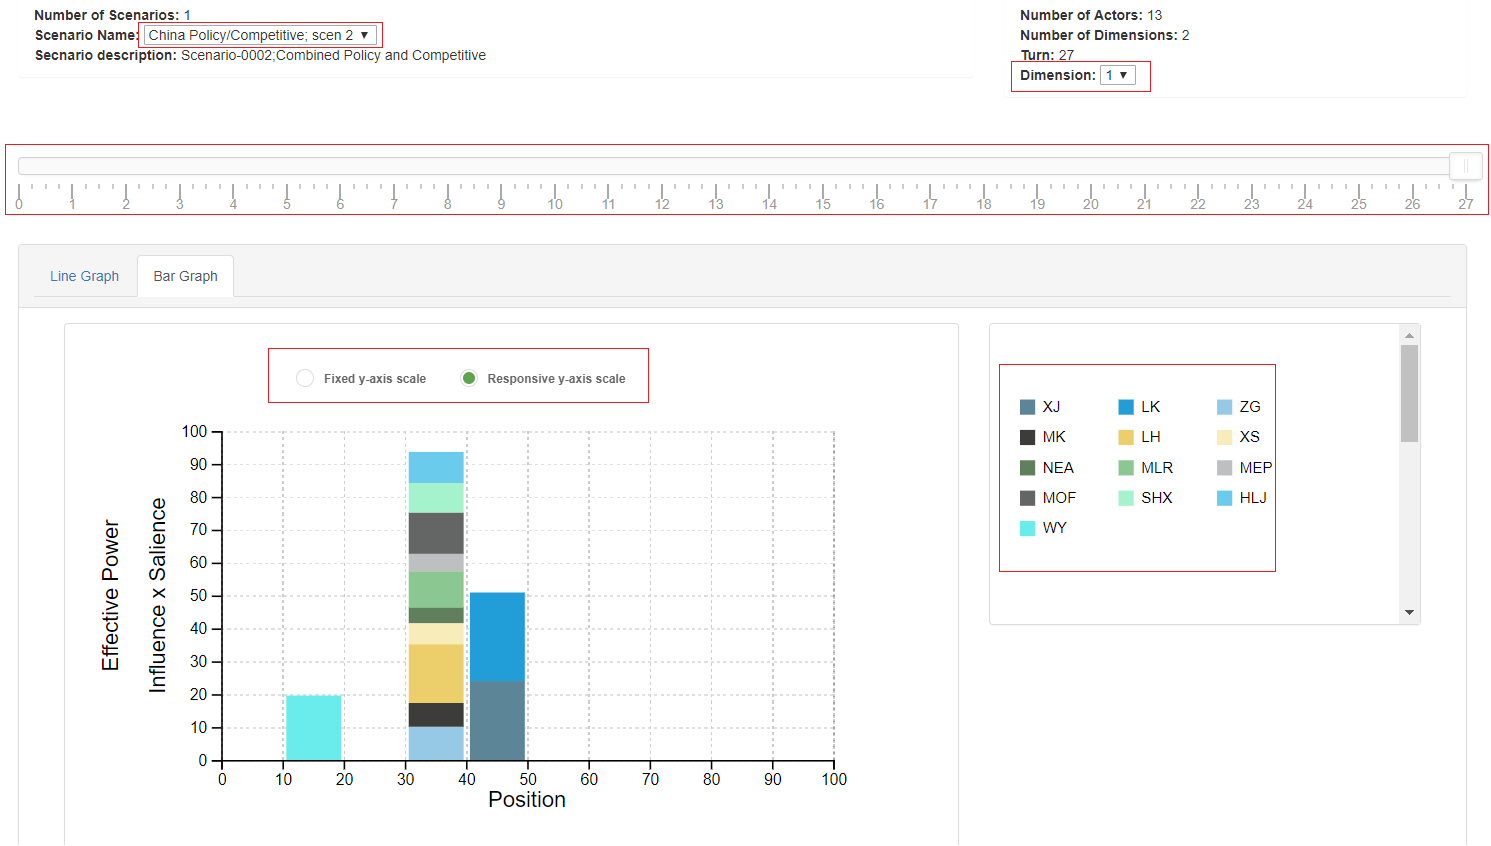 Number of Scenarios: 1
Scenario Name: China Policy/Competitive; scen 2
Secnario description: Scenario-0002;Combined Policy and Competitive
Number of Actors: 13
Number of Dimensions: 2
Turn: 27
Dimension: 1
0 1 2 3 4 5 6 7 8 9 10 11 12 13 14 15 16 17 18 19 20 21 22 23 24 25 26 27
Line Graph Bar Graph
Fixed y-axis scale Responsive y-axis scale
Effective Power
Influence x Salience
100
90
80
70
60
50
40
30
20
10
0
0 10 20 30 40 50 60 70 80 90 100
Position
XJ LK ZG
MK LH XS
NEA MLR MEP
MOF SHX HLJ
WY